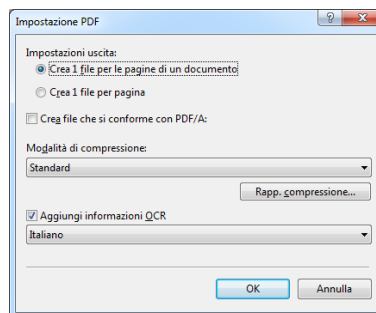 Impostazione PDF
Impostazioni uscita:
Crea 1 file per le pagine di un documento
Crea 1 file per pagina
Crea file che si conforme con PDF/A:
Modalità di compressione:
Standard
Rapp. compressione...
Aggiungi informazioni OCR
Italiano
OK
Annulla